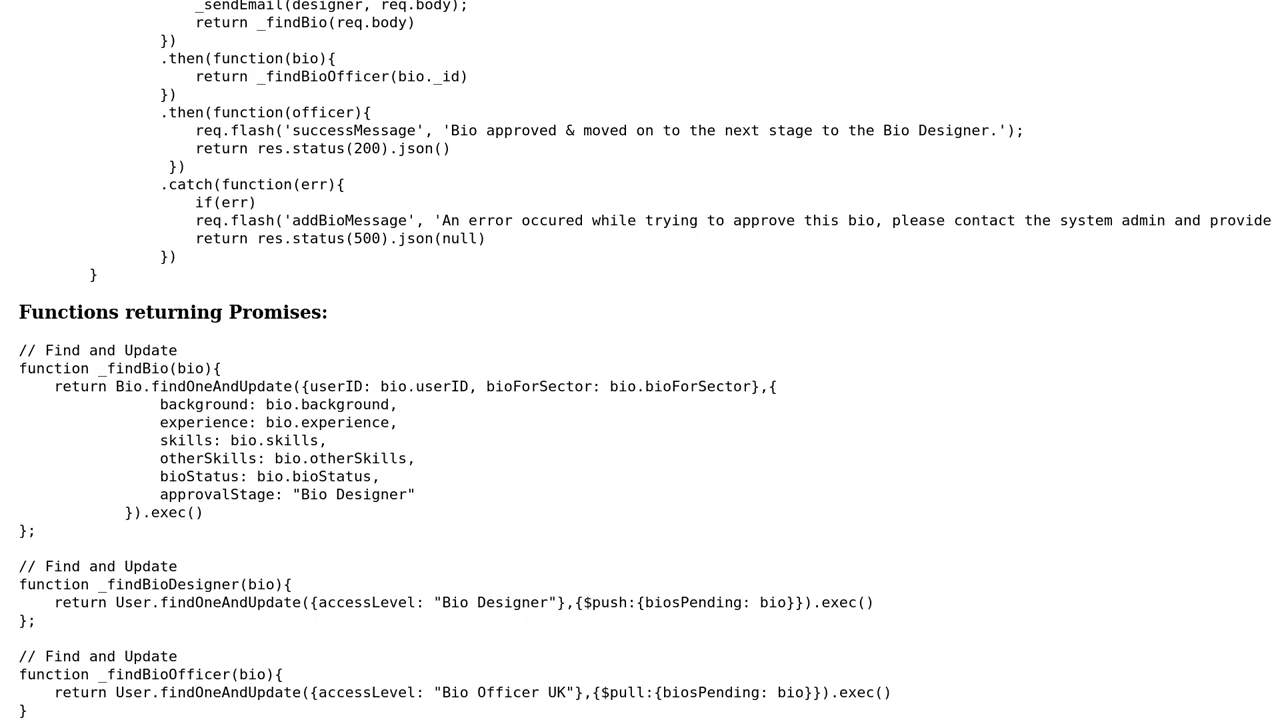 _sendEmail(designer, req.body);
return _findBio(req.body)
})
.then(function(bio){
return _findBioOfficer(bio._id)
})
.then(function(officer){
req.flash('successMessage', 'Bio approved & moved on to the next stage to the Bio Designer.');
return res.status(200).json()
})
.catch(function(err){
if(err)
req.flash('addBioMessage', 'An error occured while trying to approve this bio, please contact the system admin and provide
return res.status(500).json(null)
})
}
Functions returning Promises:
// Find and Update
function _findBio(bio){
return Bio.findOneAndUpdate({userID: bio.userID, bioForSector: bio.bioForSector},{
background: bio.background,
experience: bio.experience,
skills: bio.skills,
otherSkills: bio.otherSkills,
bioStatus: bio.bioStatus,
approvalStage: "Bio Designer"
}).exec()
};
// Find and Update
function _findBioDesigner(bio){
return User.findOneAndUpdate({accessLevel: "Bio Designer"},{$push:{biosPending: bio}}).exec()
};
// Find and Update
function _findBioOfficer(bio){
return User.findOneAndUpdate({accessLevel: "Bio Officer UK"},{$pull:{biosPending: bio}}).exec()
}